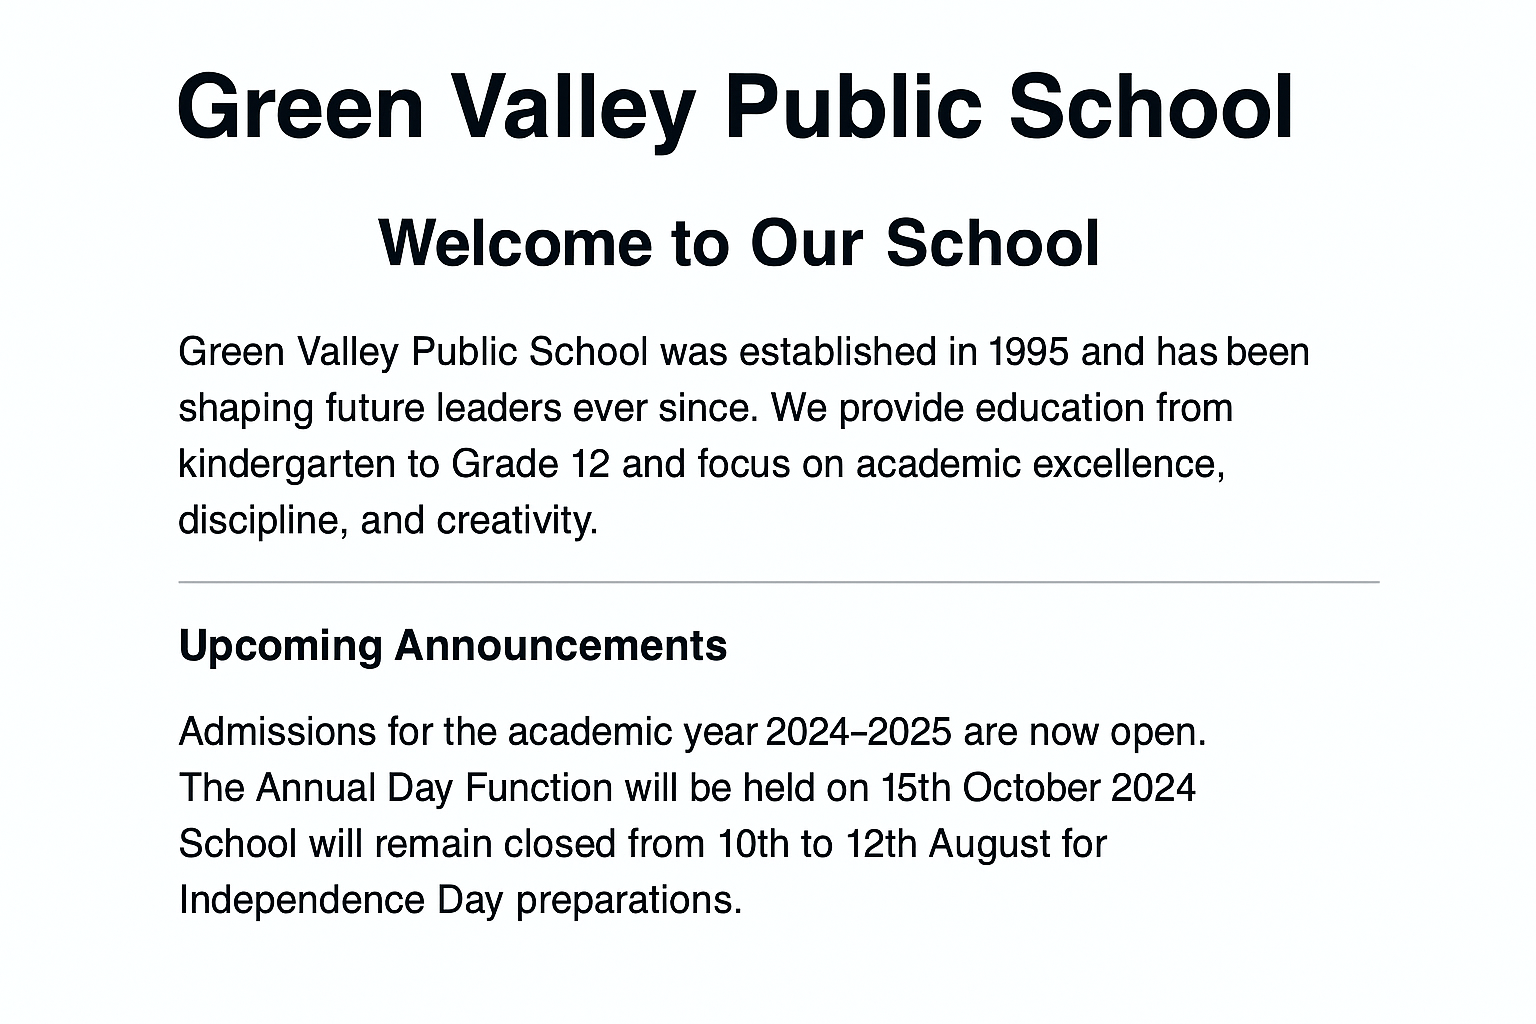 Green Valley Public School
Welcome to Our School
Green Valley Public School was established in 1995 and has been
shaping future leaders ever since. We provide education from
kindergarten to Grade 12 and focus on academic excellence,
discipline, and creativity.
Upcoming Announcements
Admissions for the academic year 2024–2025 are now open.
The Annual Day Function will be held on 15th October 2024
School will remain closed from 10th to 12th August for
Independence Day preparations.